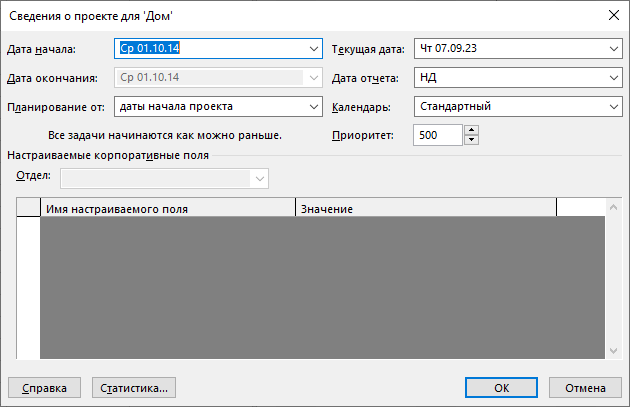 Сведения о проекте для 'Дом'
Дата начала: Ср 01.10.14 Текущая дата: Чт 07.09.23
Дата окончания: Ср 01.10.14 Дата отчета: НД
Планирование от: даты начала проекта Календарь: Стандартный
Все задачи начинаются как можно раньше. Приоритет: 500
Настраиваемые корпоративные поля
Отдел:
Имя настраиваемого поля Значение
Справка Статистика... ОК Отмена